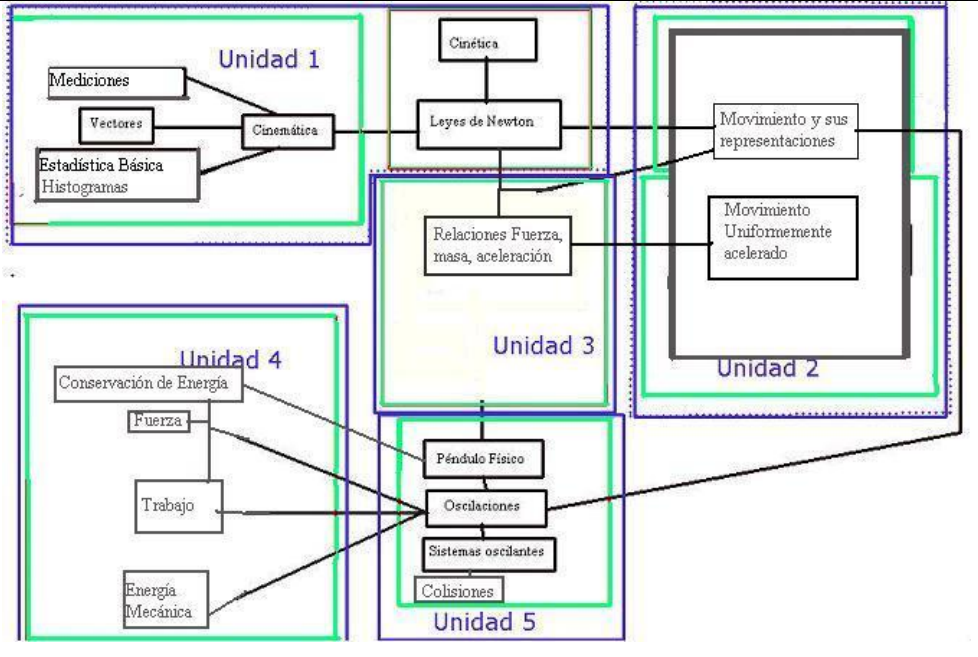 Unidad 1
Mediciones
Vectores
Cinemática
Estadística Básica
Histogramas
Cinética
Leyes de Newton
Movimiento y sus
representaciones
Movimiento
Uniformemente
acelerado
Unidad 2
Relaciones Fuerza,
masa, aceleración
Unidad 3
Unidad 4
Conservación de Energía
Fuerza
Trabajo
Energía
Mecánica
Péndulo Físico
Oscilaciones
Sistemas oscilantes
Colisiones
Unidad 5